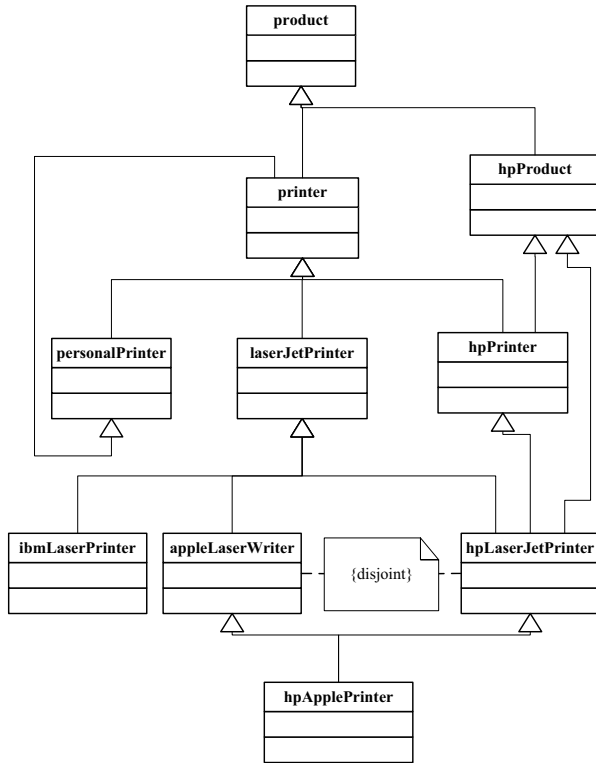 product
hpProduct
printer
personalPrinter
laserJetPrinter
hpPrinter
ibmLaserPrinter
appleLaserWriter
{disjoint}
hpLaserJetPrinter
hpApplePrinter